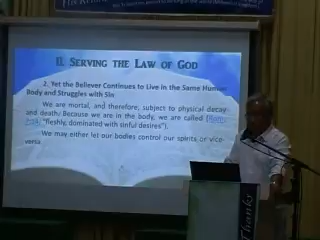 II. SERVING THE LAW OF GOD
2. Yet the Believer Continues to Live in the Same Human
Body and Struggles with Sin
We are mortal, and therefore, subject to physical decay
and death. Because we are in the body, we are called
"fleshly, dominated with sinful desires").
We may either let our bodies control our spirits or vice-
versa.
Thanks